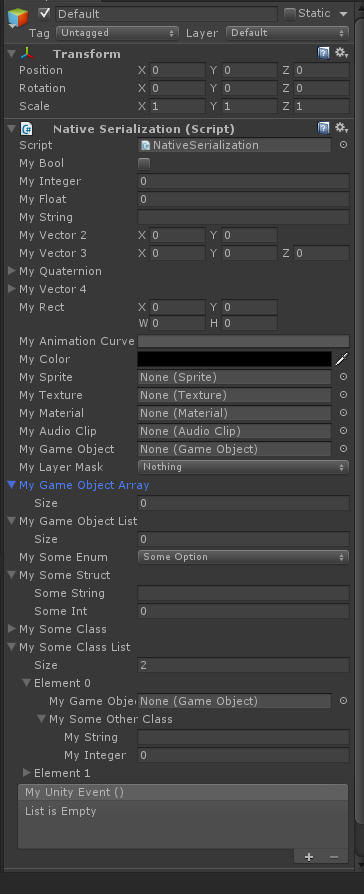 Default Static
Tag Untagged Layer Default
Transform
Position X 0 Y 0 Z 0
Rotation X 0 Y 0 Z 0
Scale X 1 Y 1 Z 1
Native Serialization (Script)
Script NativeSerialization
My Bool
My Integer 0
My Float 0
My String
My Vector 2 X 0 Y 0
My Vector 3 X 0 Y 0 Z 0
My Quaternion
My Vector 4
My Rect X 0 Y 0
W 0 H 0
My Animation Curve
My Color
My Sprite None (Sprite)
My Texture None (Texture)
My Material None (Material)
My Audio Clip None (Audio Clip)
My Game Object None (Game Object)
My Layer Mask Nothing
My Game Object Array
Size 0
My Game Object List
Size 0
My Some Enum Some Option
My Some Struct
Some String
Some Int 0
My Some Class
My Some Class List
Size 2
Element 0
My Game Objec None (Game Object)
My Some Other Class
My String
My Integer 0
Element 1
My Unity Event ()
List is Empty